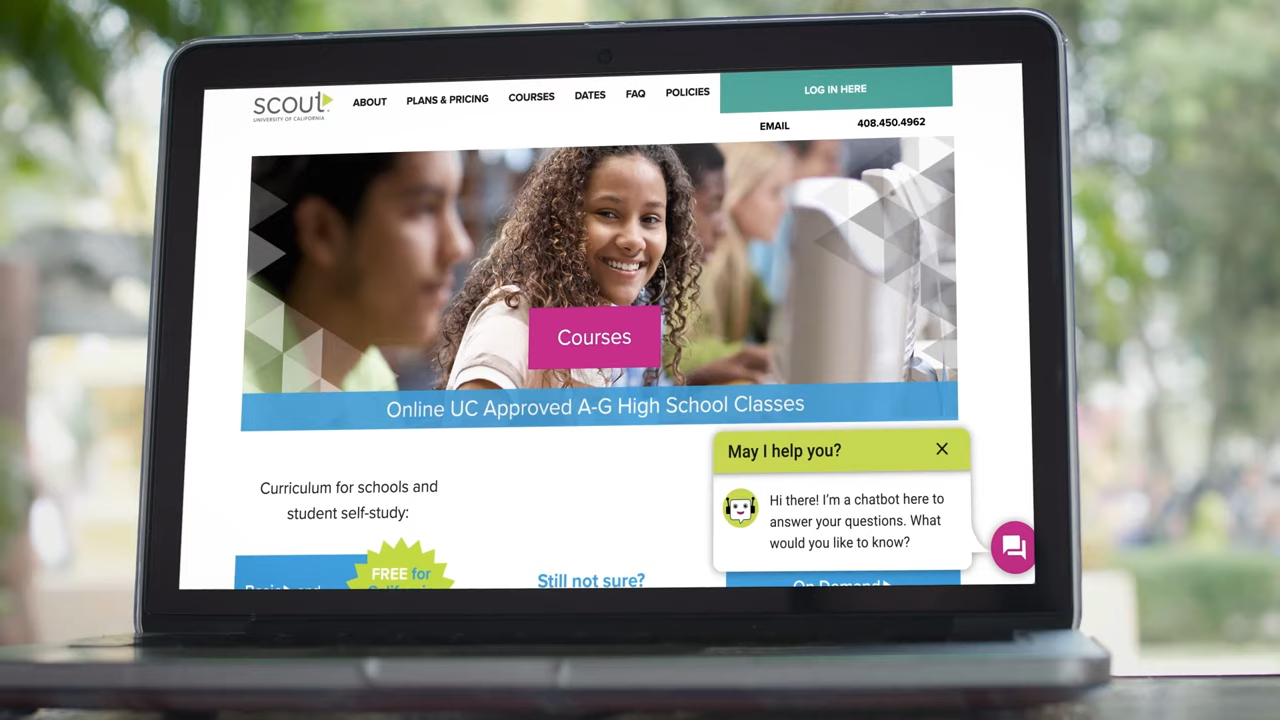 scout
UNIVERSITY OF CALIFORNIA
ABOUT
PLANS & PRICING
COURSES
DATES
FAQ
POLICIES
LOG IN HERE
EMAIL
408.450.4962
Courses
Online UC Approved A-G High School Classes
Curriculum for schools and
student self-study:
FREE for
Still not sure?
On Demand
May I help you?
Hi there! I'm a chatbot here to
answer your questions. What
would you like to know?